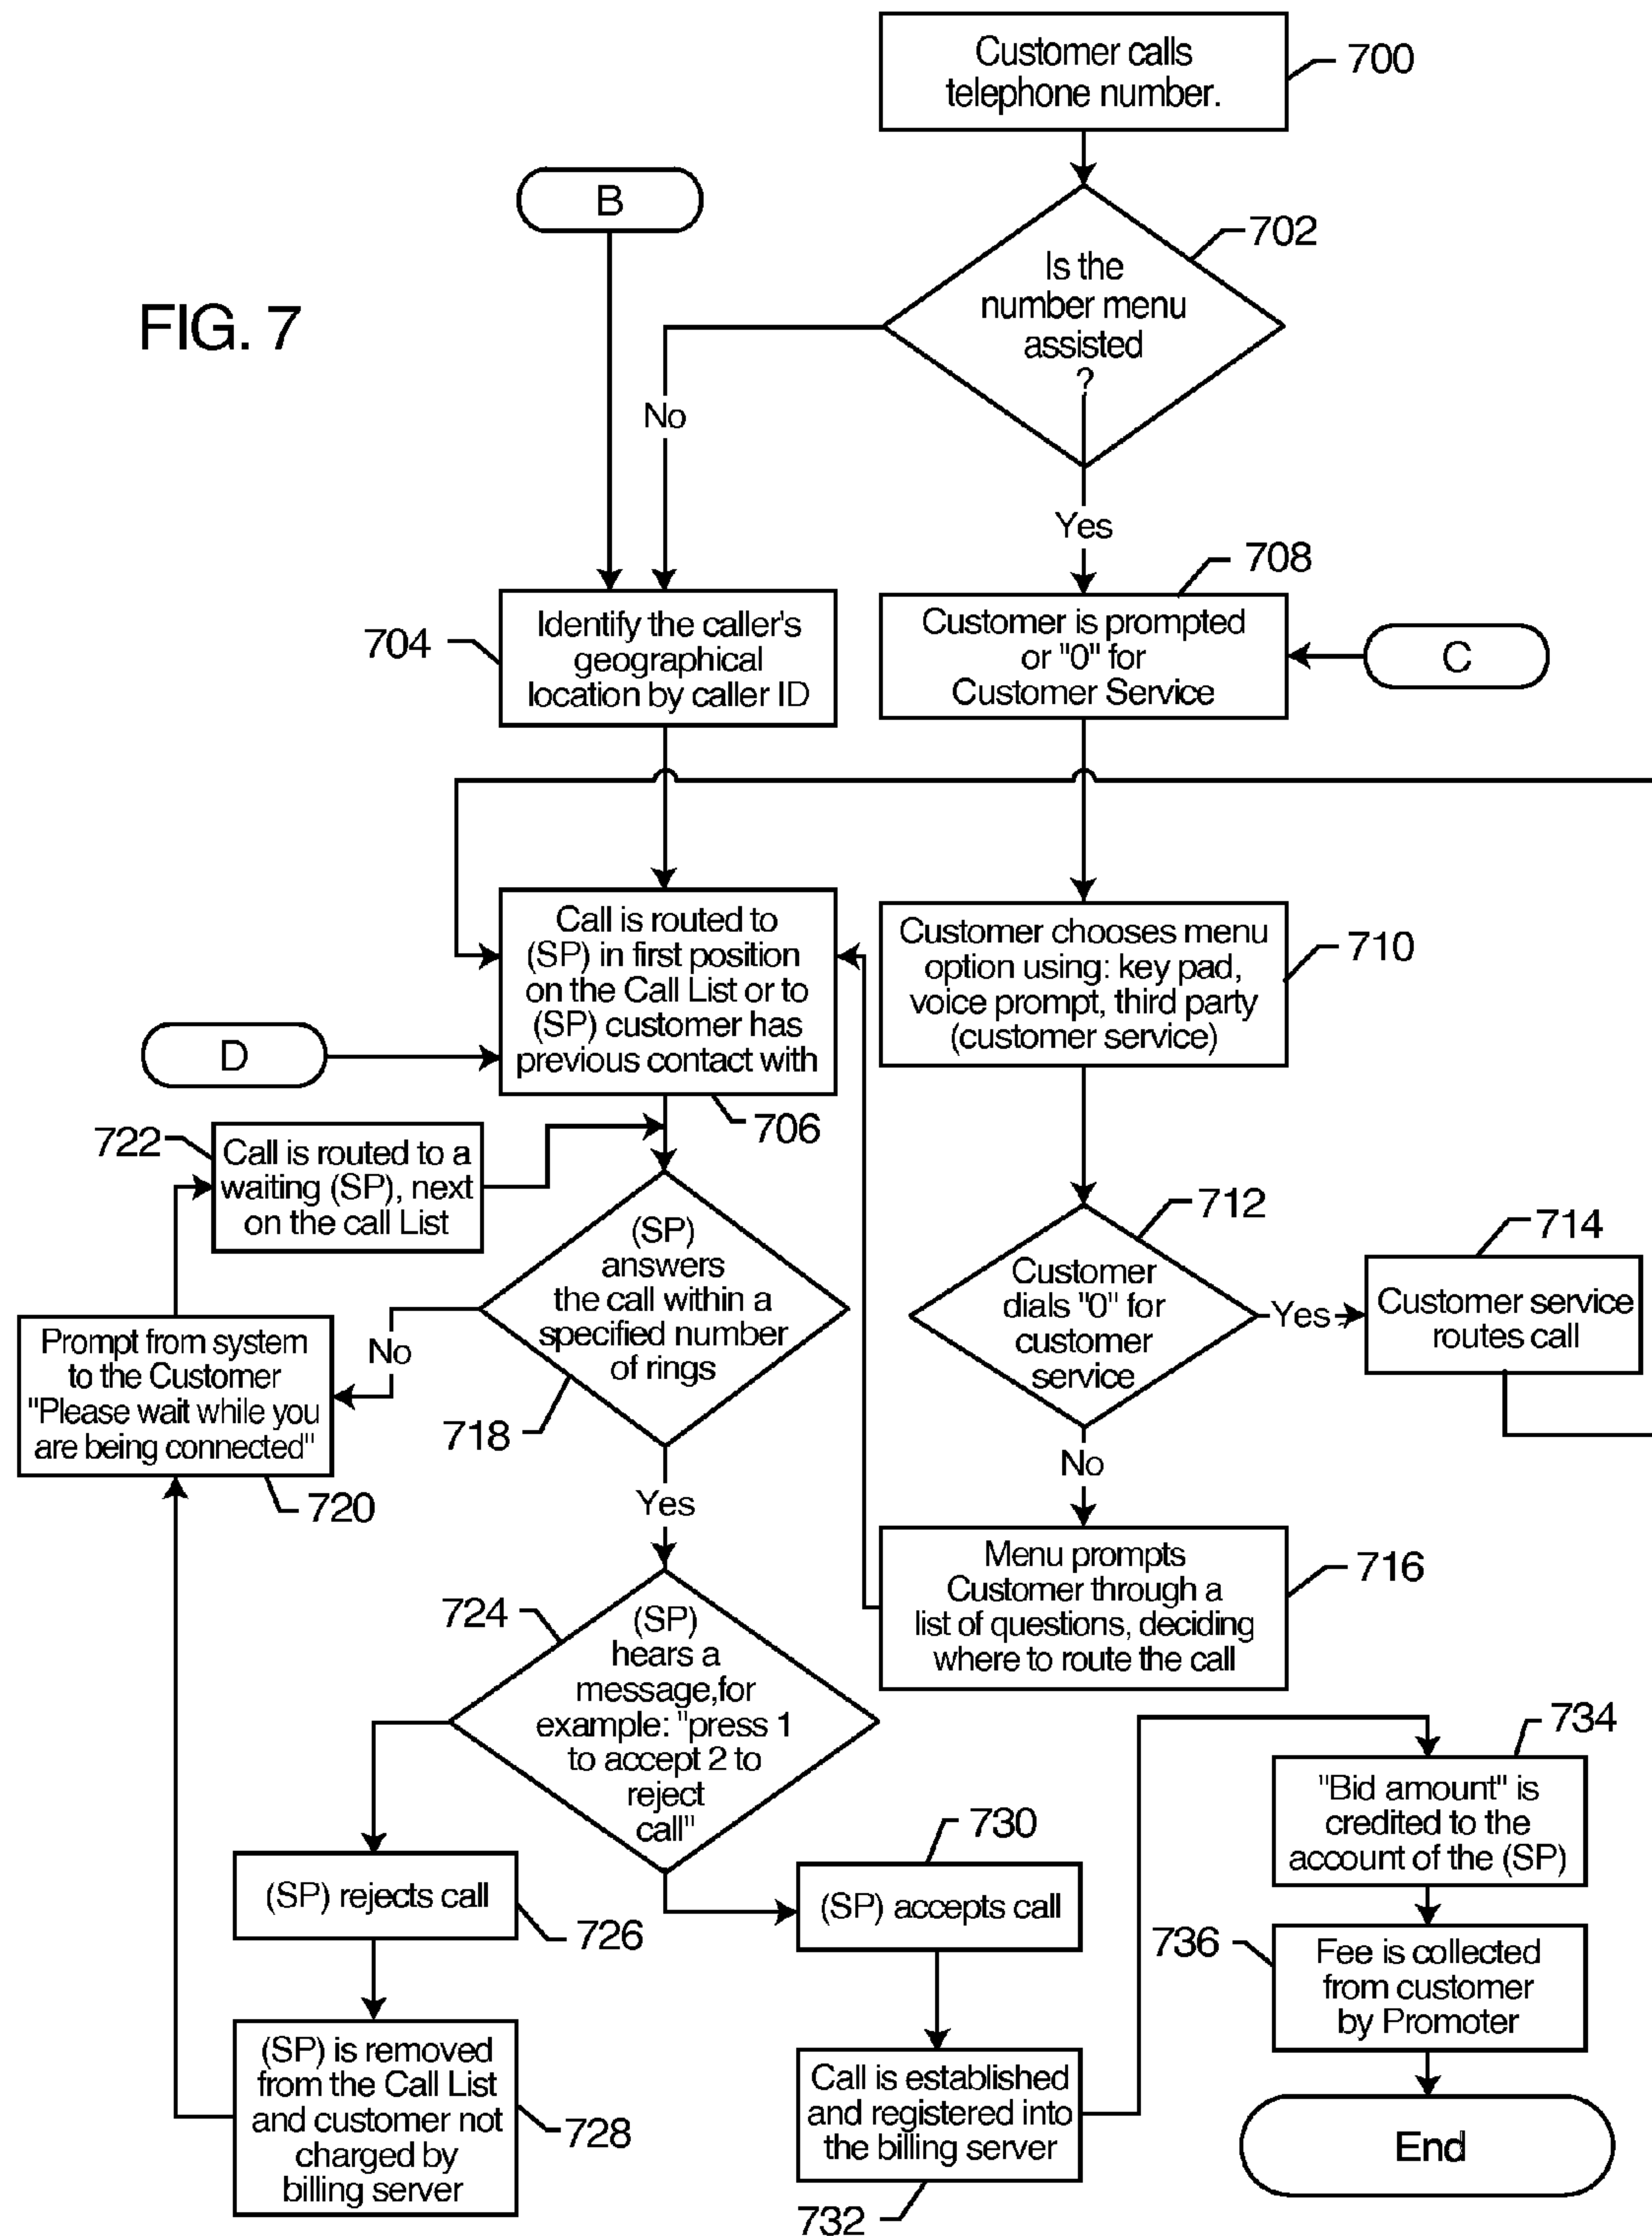 Customer calls
telephone number.
700
B
702
Is the
number menu
assisted
?
FIG. 7
No
Yes
708
704
Identify the caller's
geographical
location by caller ID
Customer is prompted
or "0" for
Customer Service
C
Call is routed to
(SP) in first position
on the Call List or to
(SP) customer has
previous contact with
706
Customer chooses menu
option using: key pad,
voice prompt, third party
(customer service)
710
D
722
Call is routed to a
waiting (SP), next
on the call List
(SP)
answers
the call within a
specified number
of rings
718
712
Customer
dials "0" for
customer
service
Yes
714
Customer service
routes call
No
Prompt from system
to the Customer
"Please wait while you
are being connected"
720
No
Yes
Menu prompts
Customer through a
list of questions, deciding
where to route the call
716
724
(SP)
hears a
message,for
example: "press 1
to accept 2 to
reject
call"
734
"Bid amount" is
credited to the
account of the (SP)
730
(SP) accepts call
(SP) rejects call
726
736
Fee is collected
from customer
by Promoter
(SP) is removed
from the Call List
and customer not
charged by
billing server
728
Call is established
and registered into
the billing server
732
End